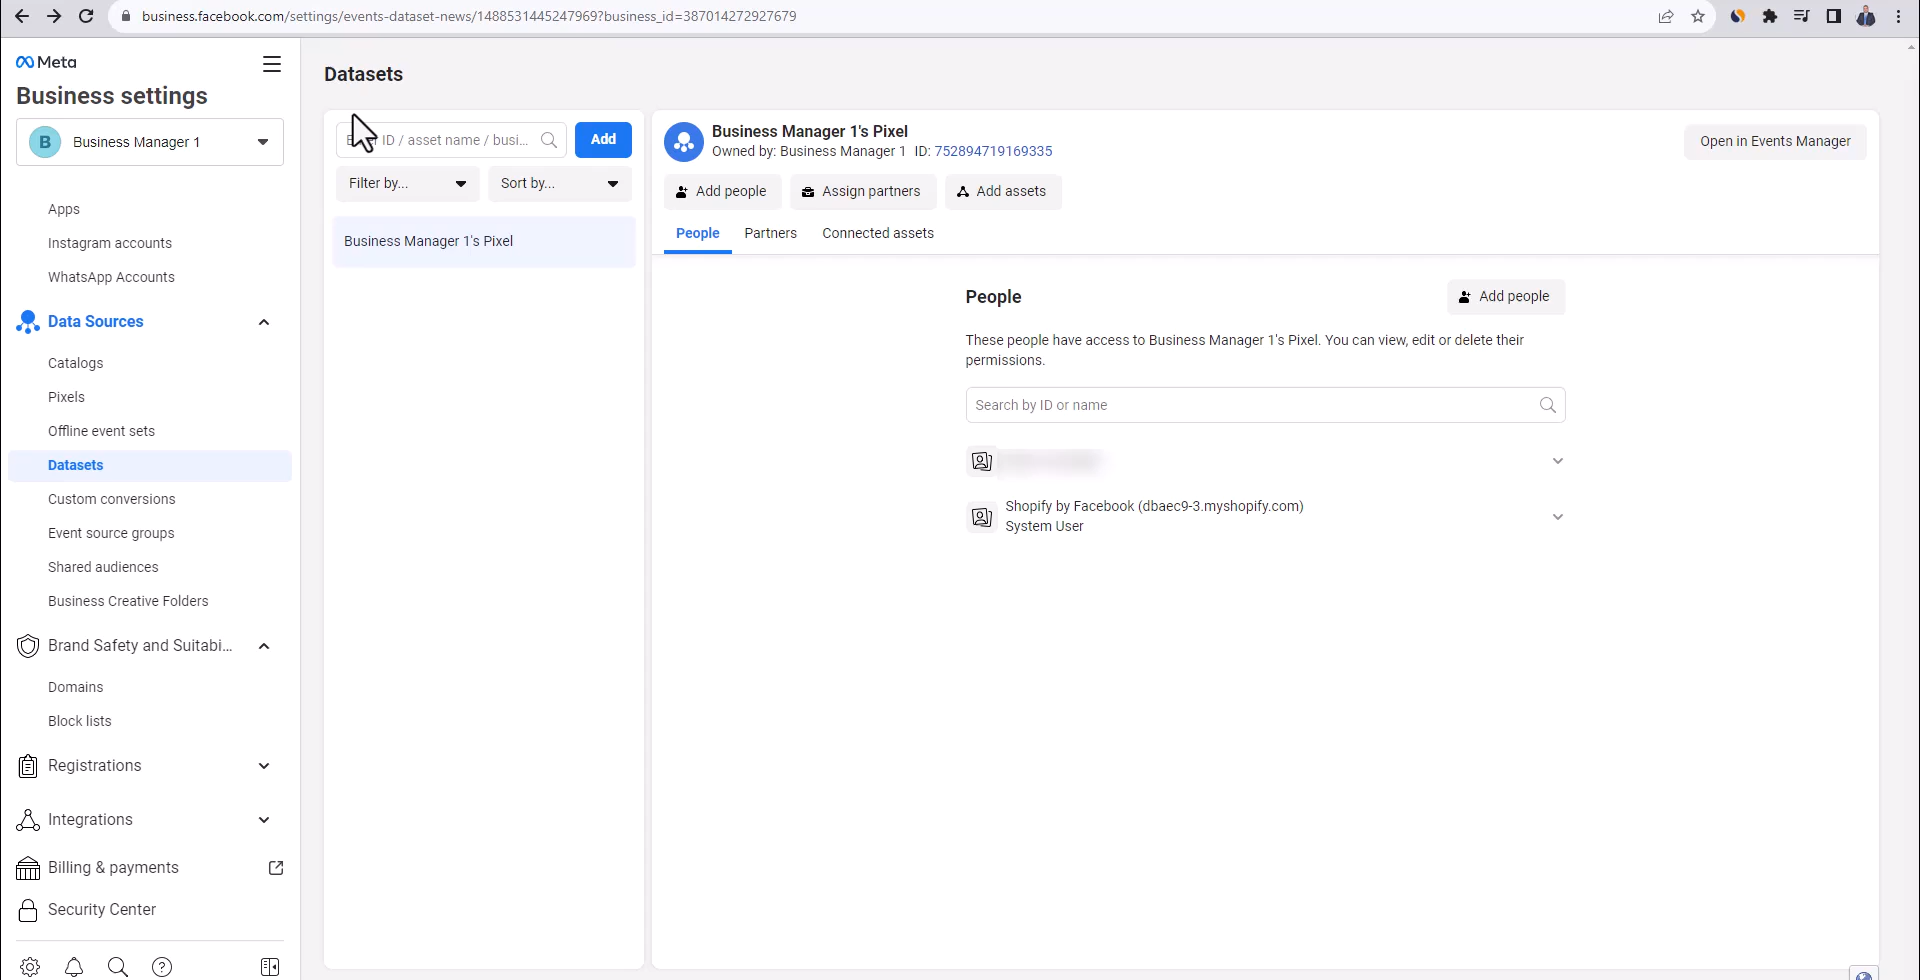 business.facebook.com/settings/events-dataset-news/1488531445247969?business_id=387014272927679
Meta
Business settings
B
Business Manager 1
Apps
Instagram accounts
WhatsApp Accounts
Data Sources
Catalogs
Pixels
Offline event sets
Datasets
Custom conversions
Event source groups
Shared audiences
Business Creative Folders
Brand Safety and Suitabi...
Domains
Block lists
Registrations
Integrations
Billing & payments
Security Center
Datasets
ID / asset name / busi...
Add
Filter by...
Sort by...
Business Manager 1's Pixel
Business Manager 1's Pixel
Owned by: Business Manager 1 ID: 752894719169335
Open in Events Manager
Add people
Assign partners
Add assets
People
Partners
Connected assets
People
Add people
These people have access to Business Manager 1's Pixel. You can view, edit or delete their
permissions.
Search by ID or name
Shopify by Facebook (dbaec9-3.myshopify.com)
System User